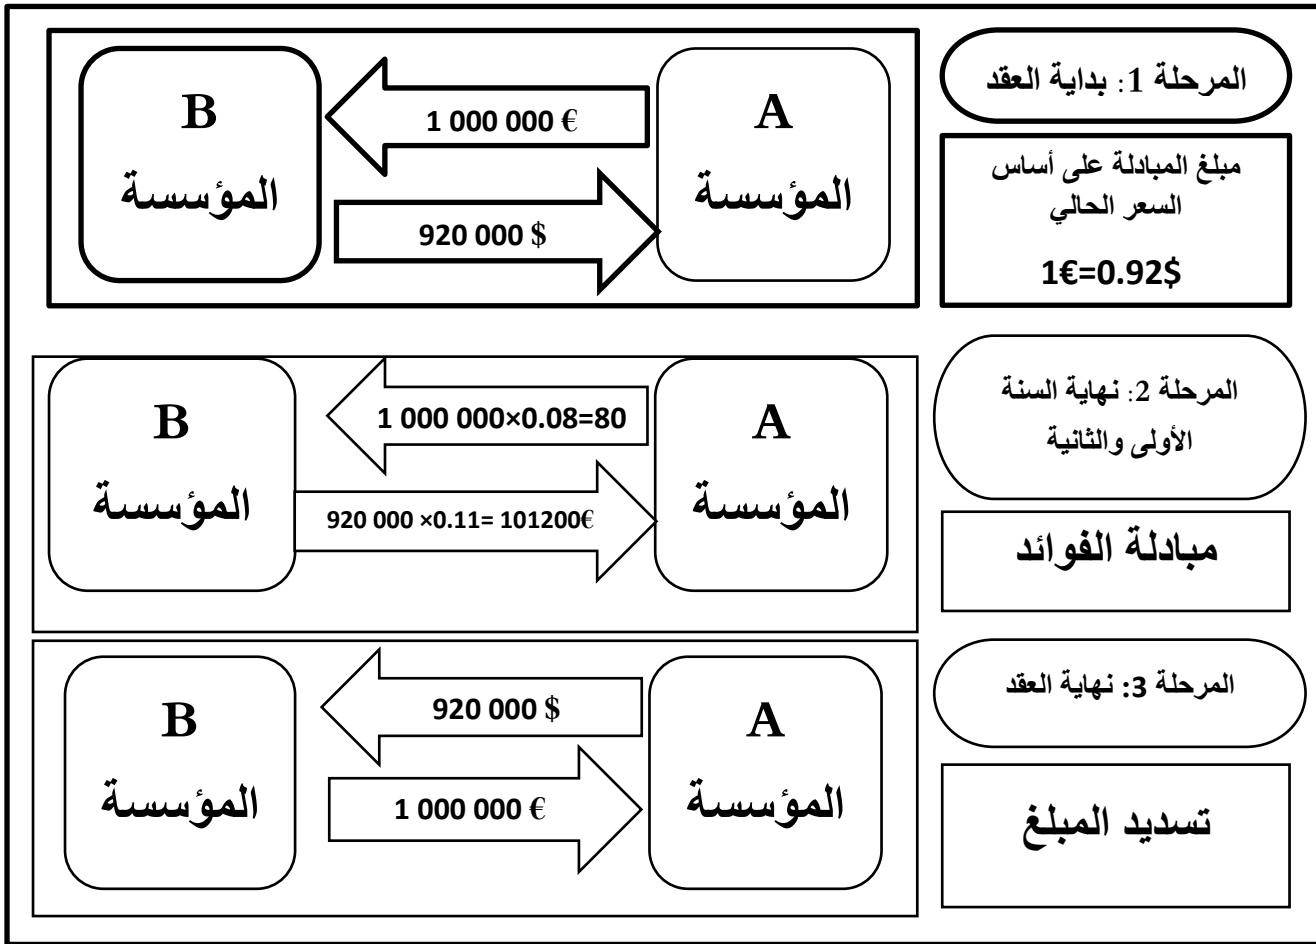 المرحلة 1: بداية العقد
مبلغ المبادلة على أساس
السعر الحالي
1€=0.92$
A
المؤسسة
1 000 000 €
920 000 $
B
المؤسسة
المرحلة 2: نهاية السنة
الأولى والثانية
مبادلة الفوائد
A
المؤسسة
1 000 000×0.08=80
920 000 ×0.11= 101200€
B
المؤسسة
المرحلة 3: نهاية العقد
تسديد المبلغ
A
المؤسسة
920 000 $
1 000 000 €
B
المؤسسة